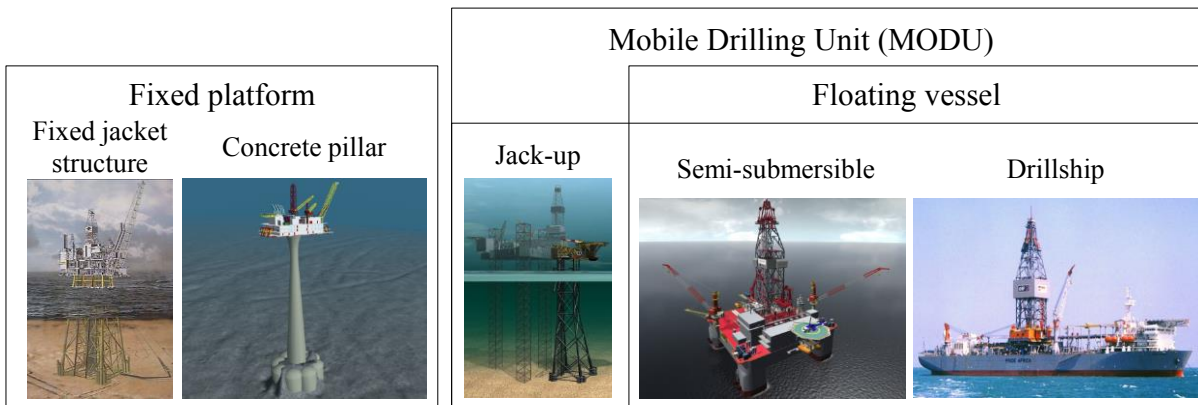 Mobile Drilling Unit (MODU)
Fixed platform
Floating vessel
Fixed jacket
structure
Concrete pillar
Jack-up
Semi-submersible
Drillship